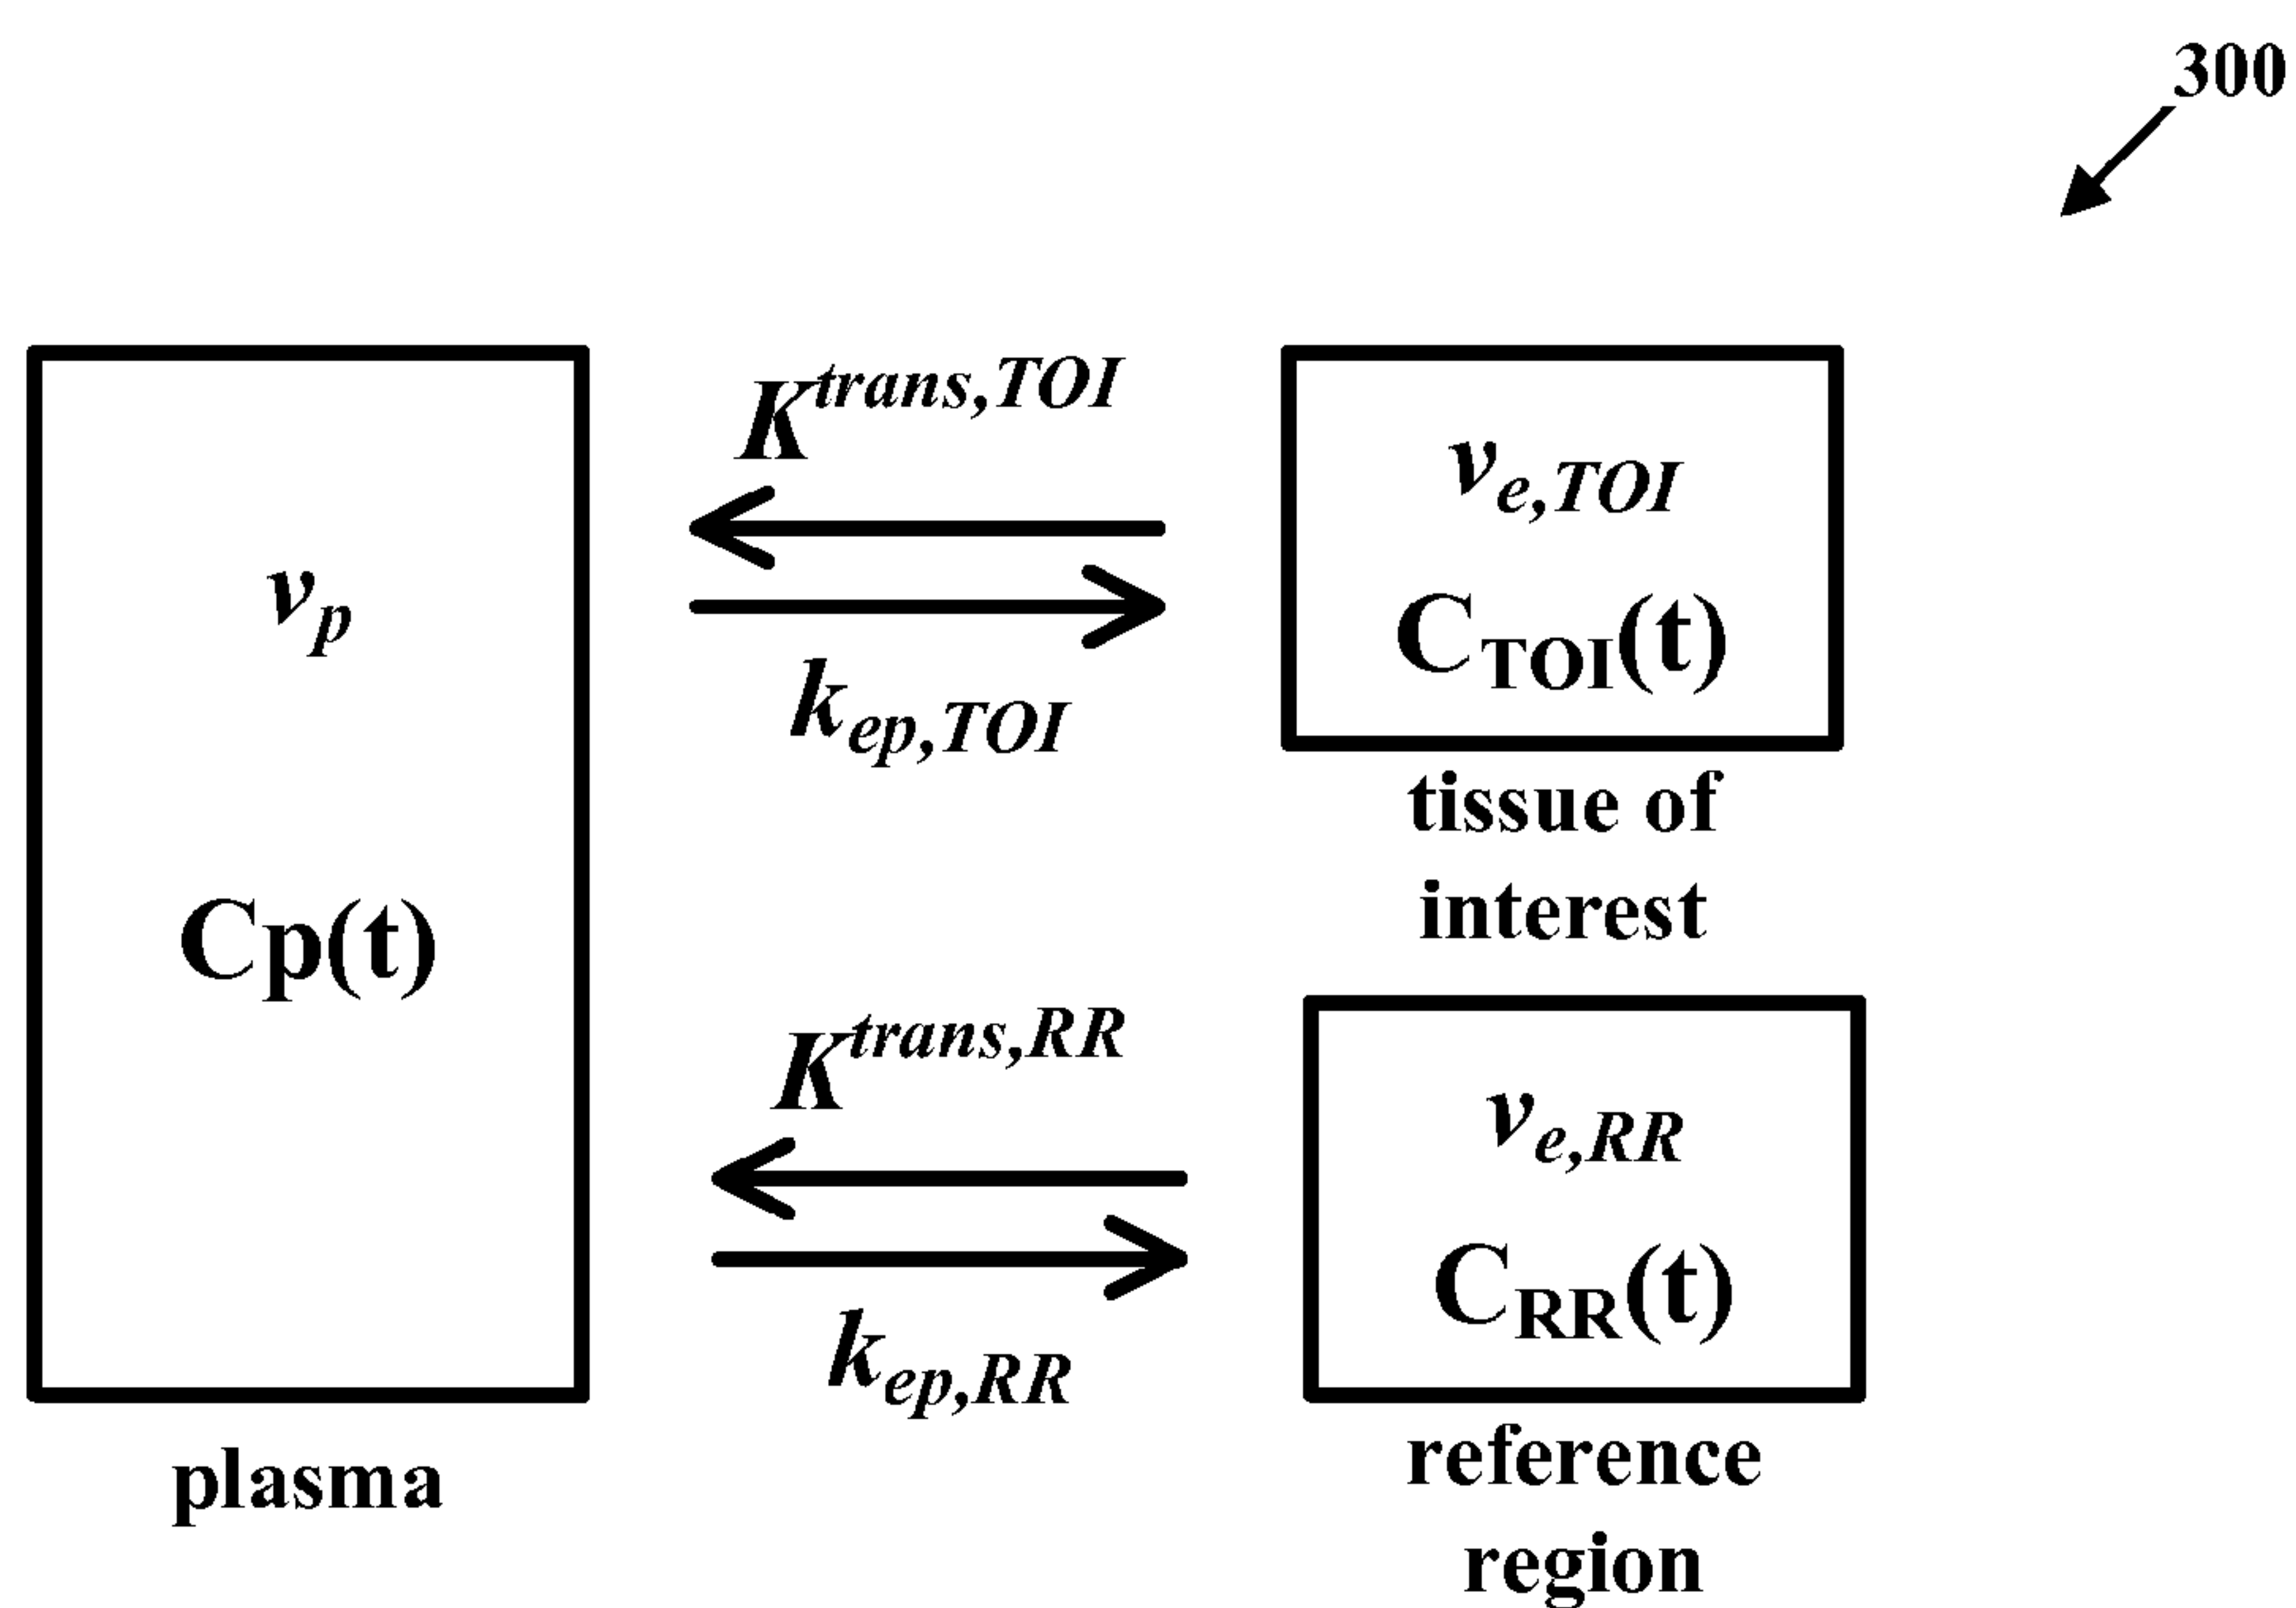 300
K^trans,TOI
v_e,TOI
v_p
k_ep,TOI
C_TOI(t)
tissue of
interest
Cp(t)
K^trans,RR
v_e,RR
k_ep,RR
C_RR(t)
plasma
reference
region